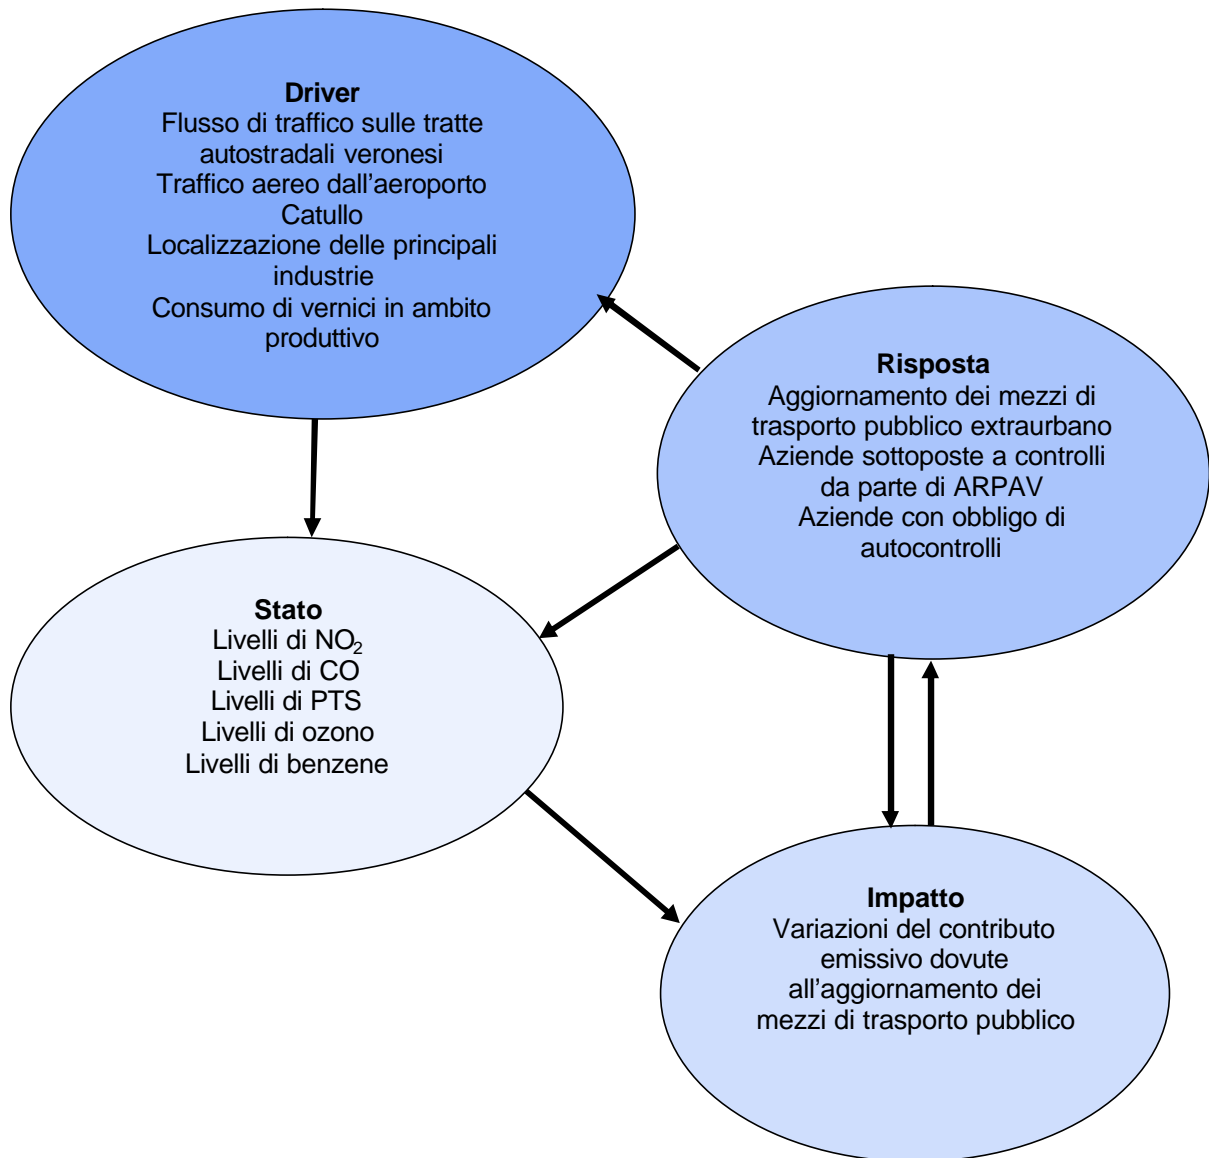 Driver
Flusso di traffico sulle tratte
autostradali veronesi
Traffico aereo dall'aeroporto
Catullo
Localizzazione delle principali
industrie
Consumo di vernici in ambito
produttivo
Risposta
Aggiornamento dei mezzi di
trasporto pubblico extraurbano
Aziende sottoposte a controlli
da parte di ARPAV
Aziende con obbligo di
autocontrolli
Stato
Livelli di NO₂
Livelli di CO
Livelli di PTS
Livelli di ozono
Livelli di benzene
Impatto
Variazioni del contributo
emissivo dovute
all'aggiornamento dei
mezzi di trasporto pubblico